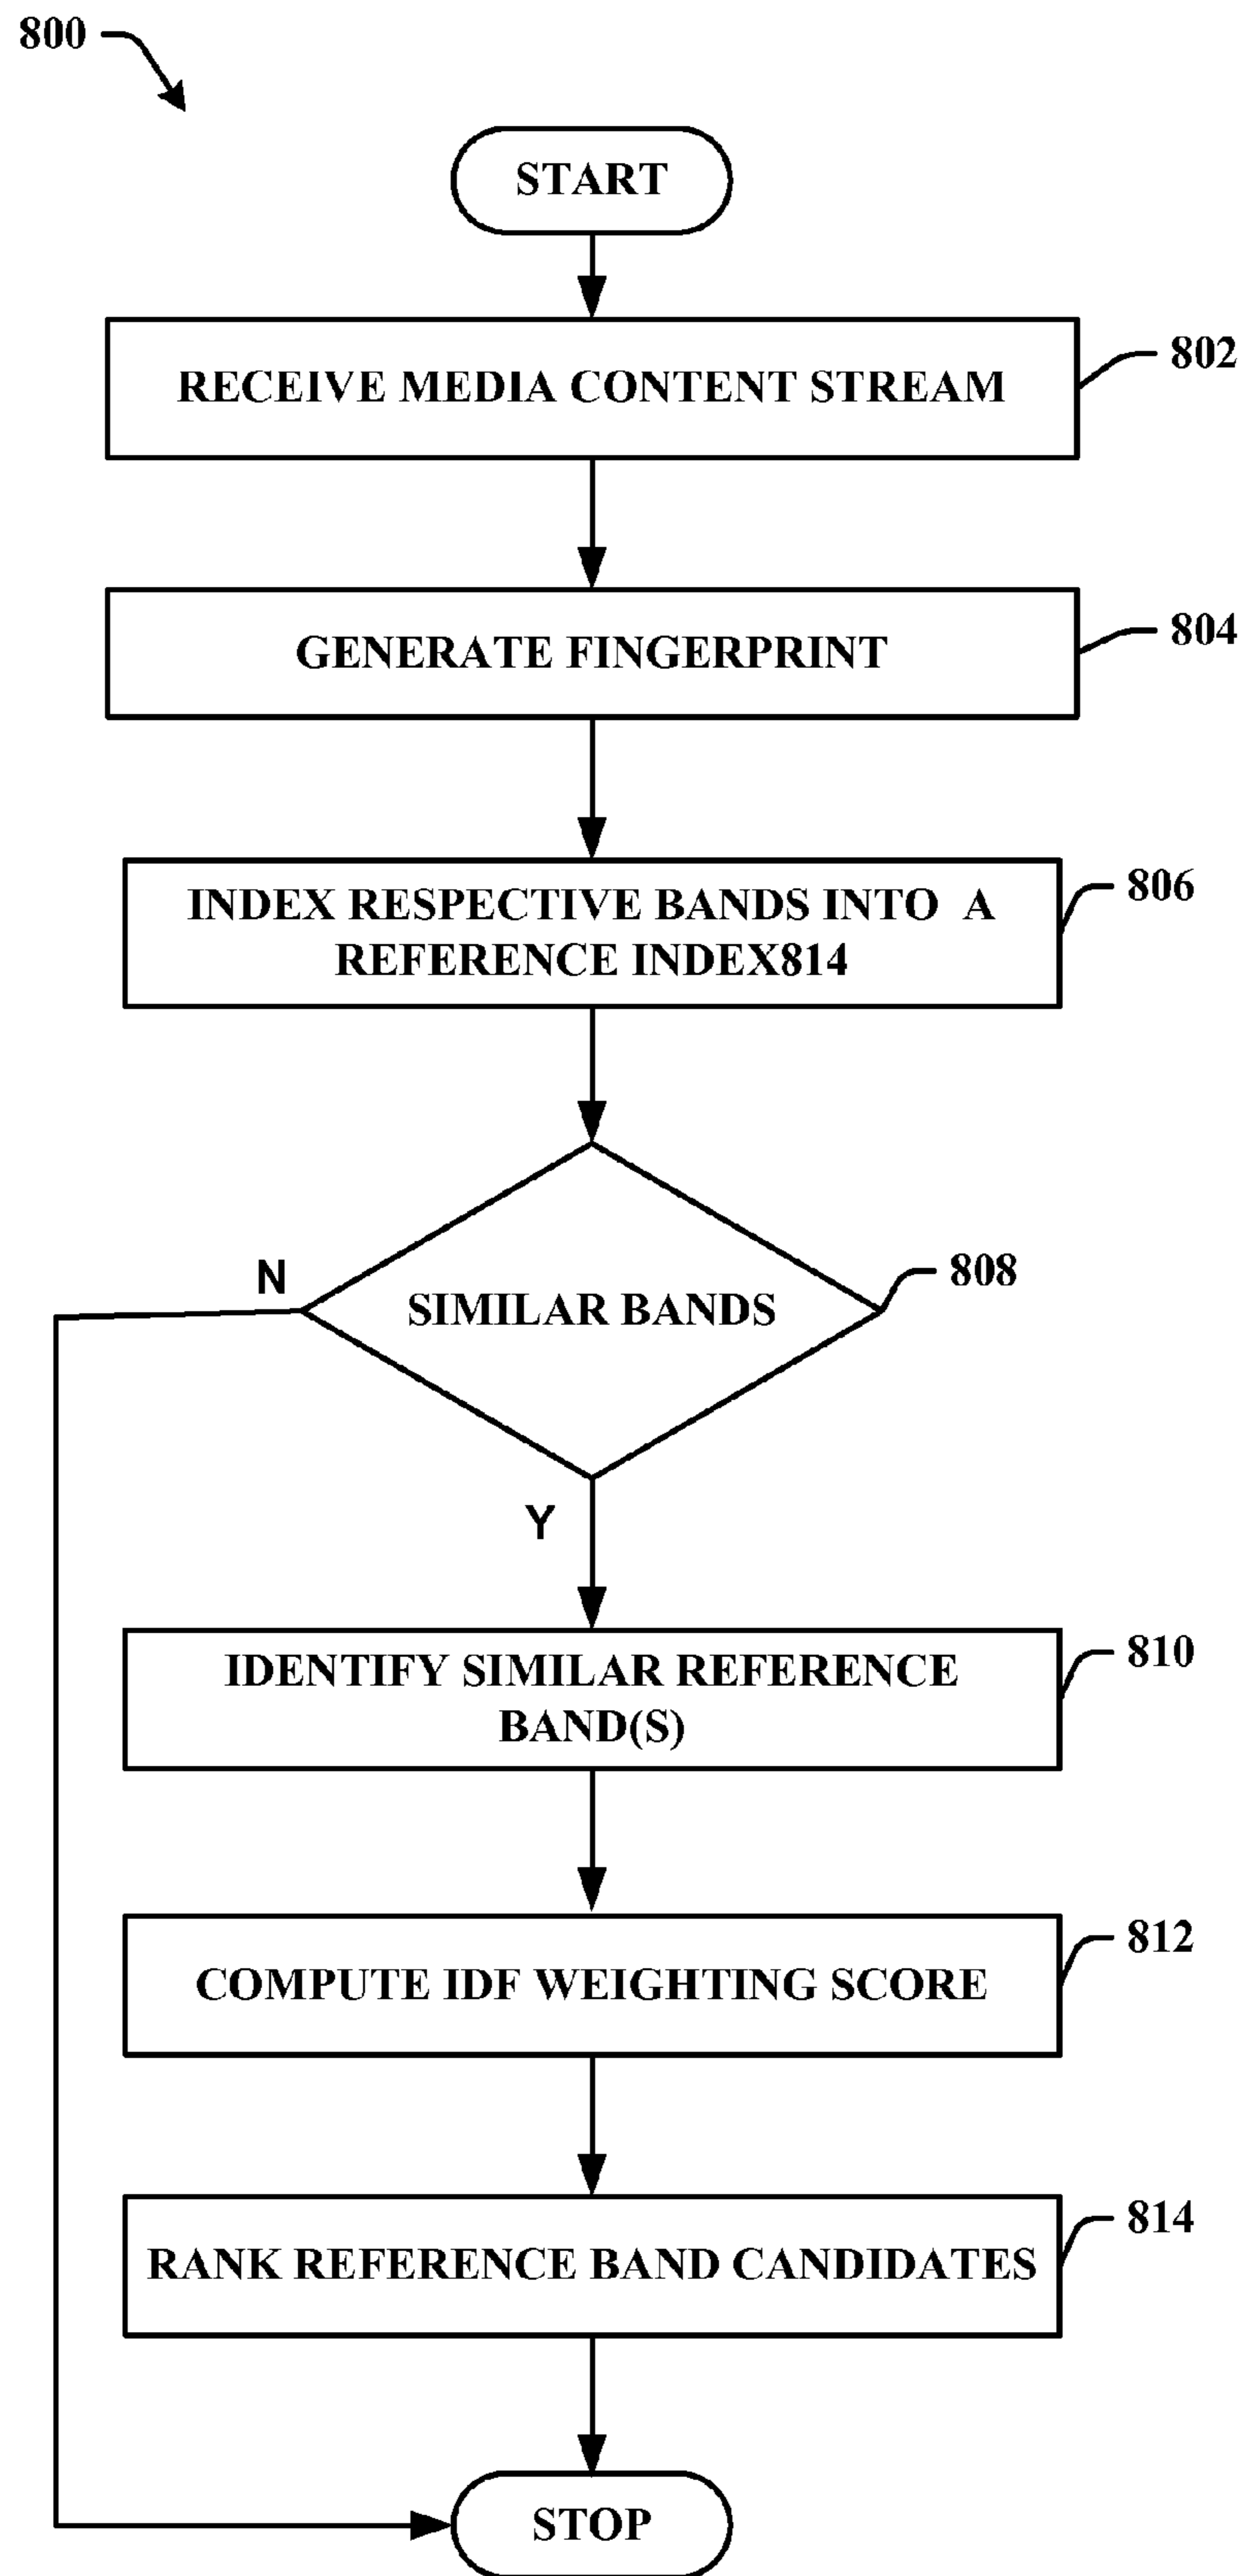 800
START
RECEIVE MEDIA CONTENT STREAM
802
GENERATE FINGERPRINT
804
INDEX RESPECTIVE BANDS INTO A
REFERENCE INDEX814
806
SIMILAR BANDS
808
N
Y
IDENTIFY SIMILAR REFERENCE
BAND(S)
810
COMPUTE IDF WEIGHTING SCORE
812
RANK REFERENCE BAND CANDIDATES
814
STOP